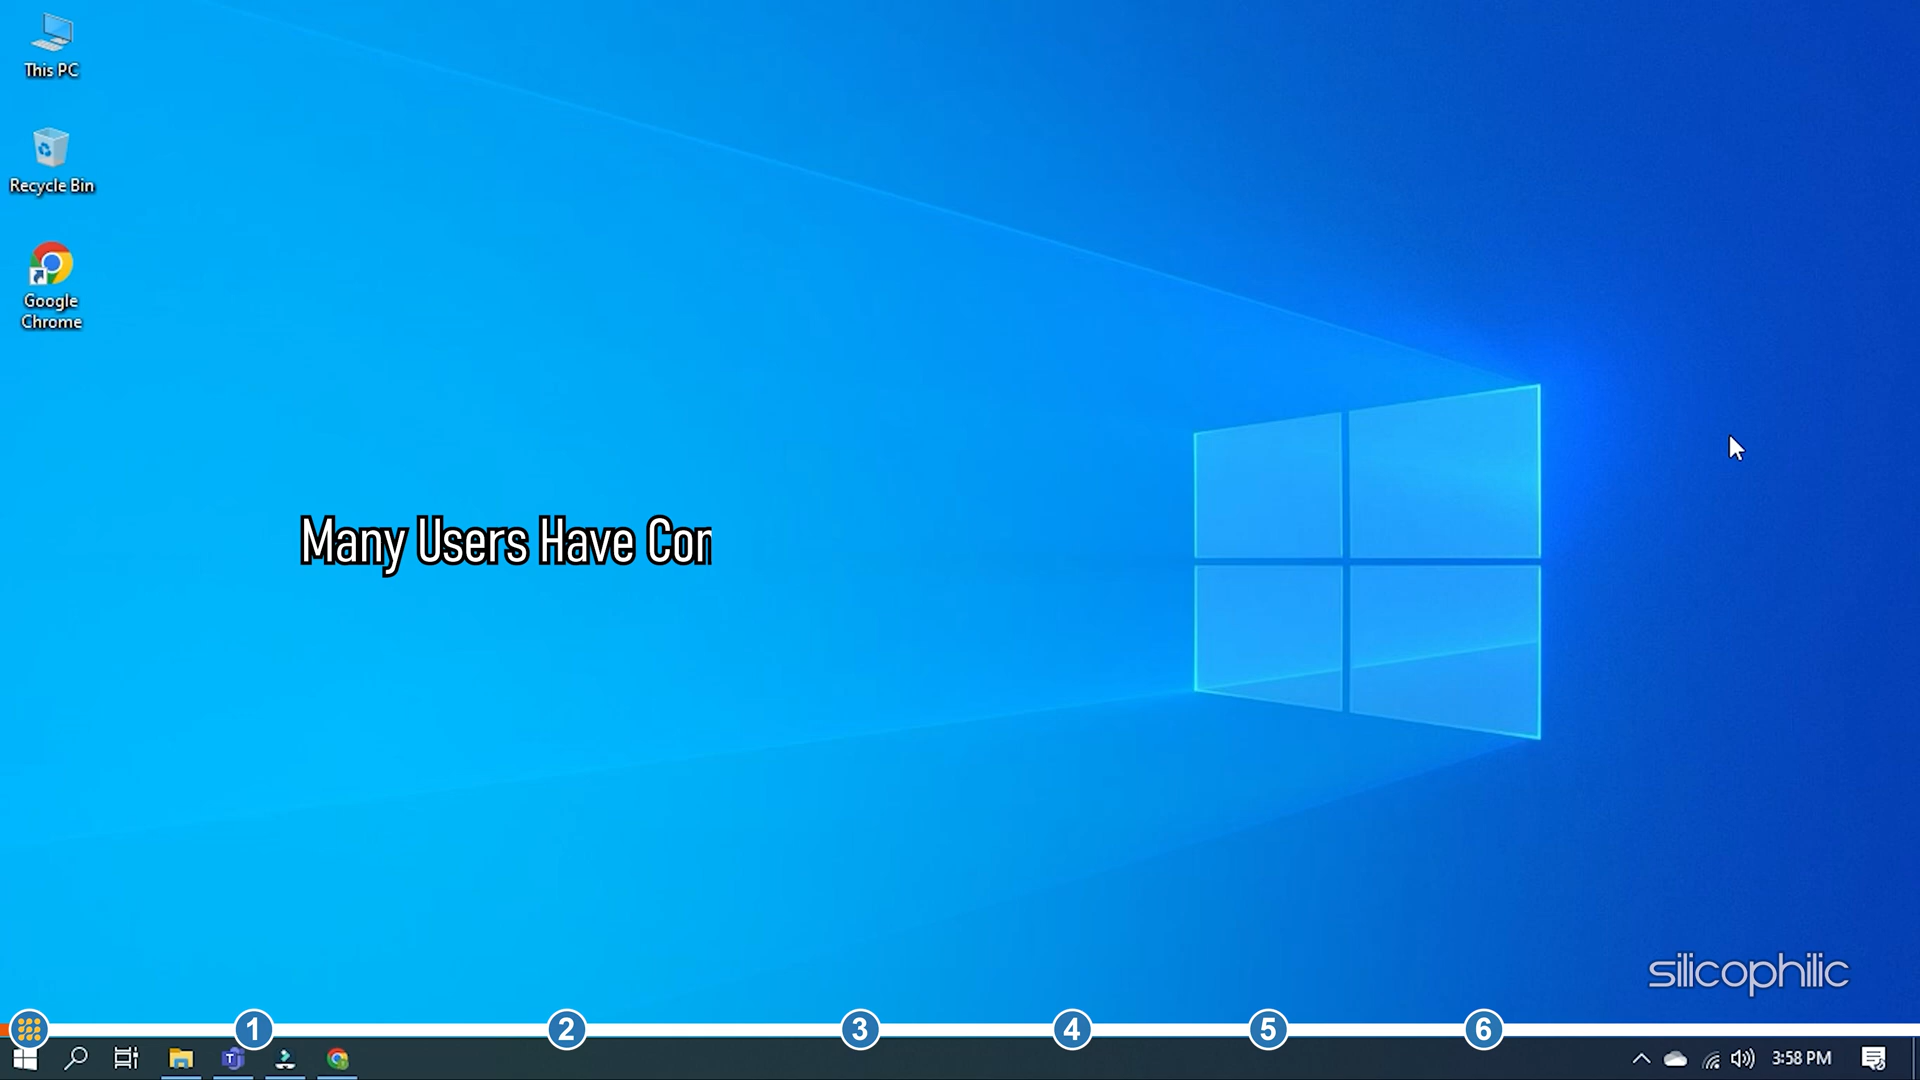 This PC
Recycle Bin
Google
Chrome
Many Users Have Con
silicophilic
1 2 3 4 5 6
3:58 PM